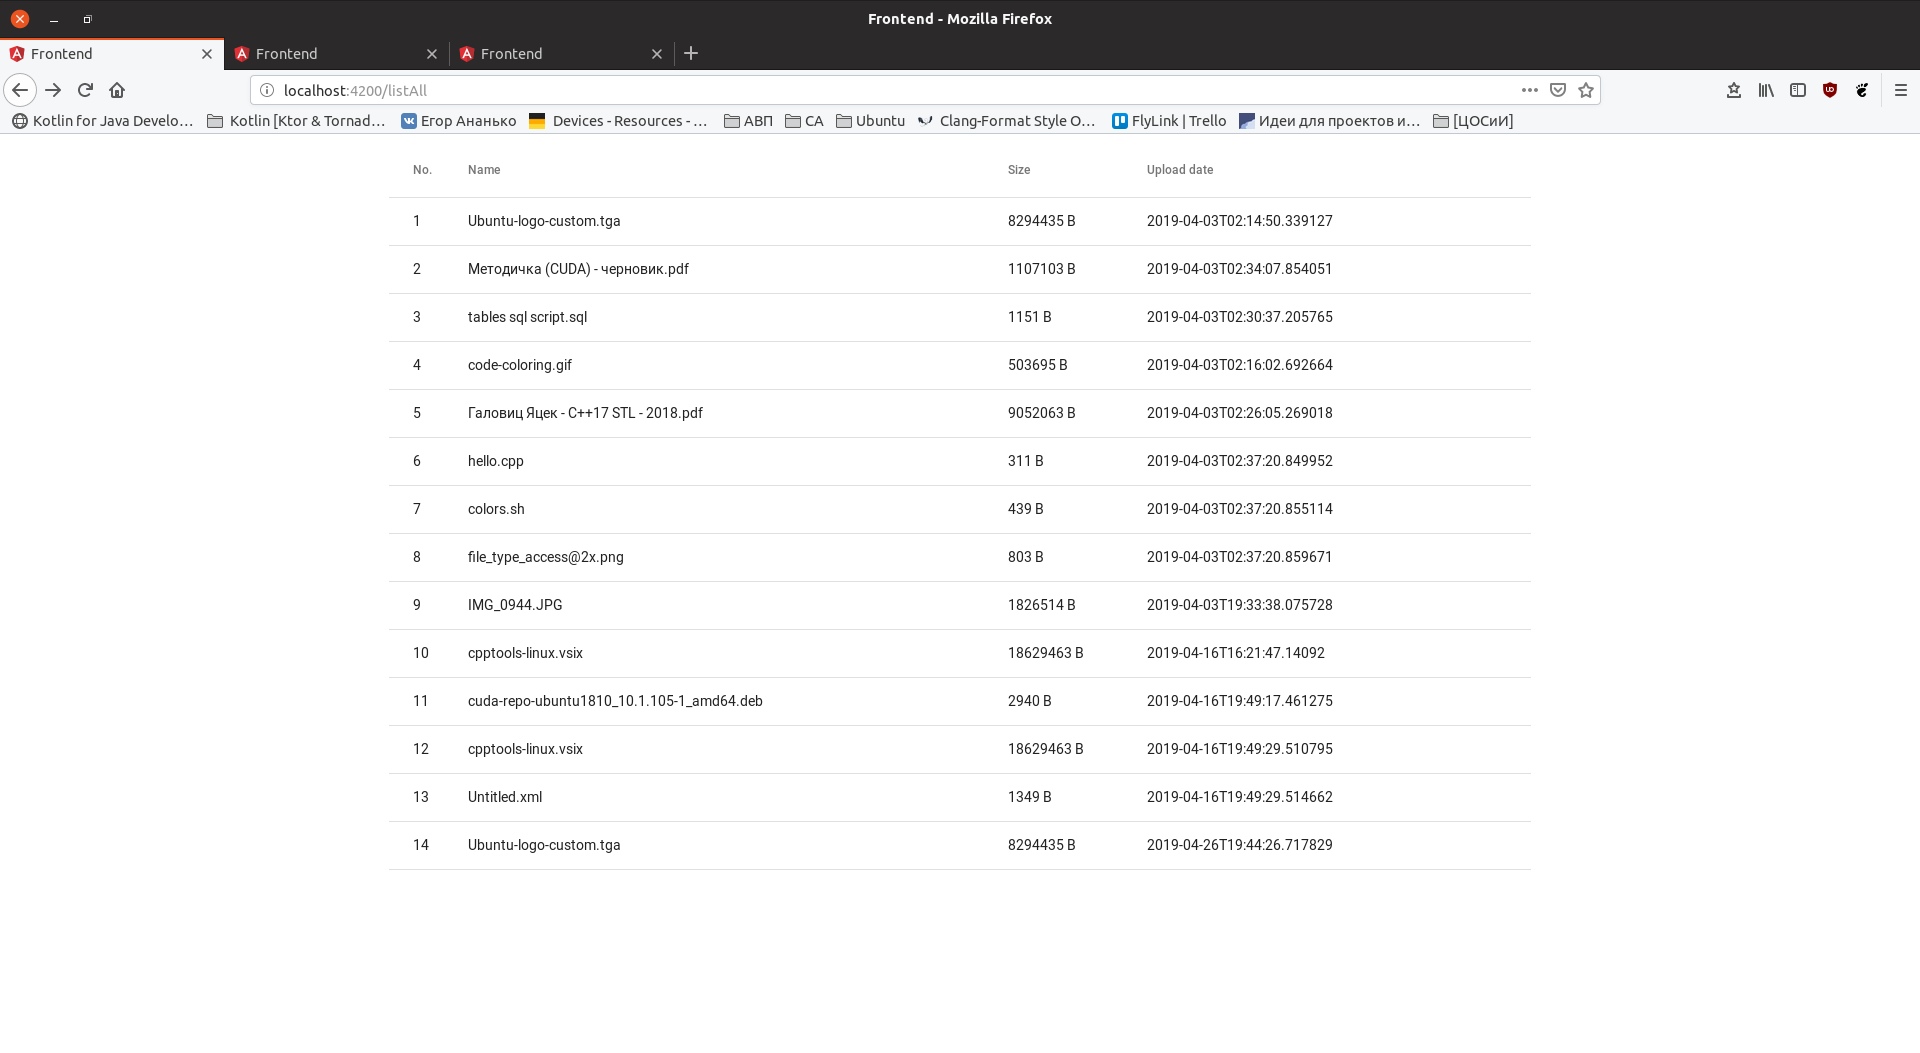 Frontend - Mozilla Firefox
Frontend Frontend Frontend
localhost:4200/listAll
Kotlin for Java Develo… Kotlin [Ktor & Tornad… Егор Ананько Devices - Resources - … АВП СА Ubuntu Clang-Format Style O… FlyLink | Trello Идеи для проектов и… [ЦОСиИ]
No. Name Size Upload date
1 Ubuntu-logo-custom.tga 8294435 B 2019-04-03T02:14:50.339127
2 Методичка (CUDA) - черновик.pdf 1107103 B 2019-04-03T02:34:07.854051
3 tables sql script.sql 1151 B 2019-04-03T02:30:37.205765
4 code-coloring.gif 503695 B 2019-04-03T02:16:02.692664
5 Галовиц Яцек - C++17 STL - 2018.pdf 9052063 B 2019-04-03T02:26:05.269018
6 hello.cpp 311 B 2019-04-03T02:37:20.849952
7 colors.sh 439 B 2019-04-03T02:37:20.855114
8 file_type_access@2x.png 803 B 2019-04-03T02:37:20.859671
9 IMG_0944.JPG 1826514 B 2019-04-03T19:33:38.075728
10 cpptools-linux.vsix 18629463 B 2019-04-16T16:21:47.14092
11 cuda-repo-ubuntu1810_10.1.105-1_amd64.deb 2940 B 2019-04-16T19:49:17.461275
12 cpptools-linux.vsix 18629463 B 2019-04-16T19:49:29.510795
13 Untitled.xml 1349 B 2019-04-16T19:49:29.514662
14 Ubuntu-logo-custom.tga 8294435 B 2019-04-26T19:44:26.717829